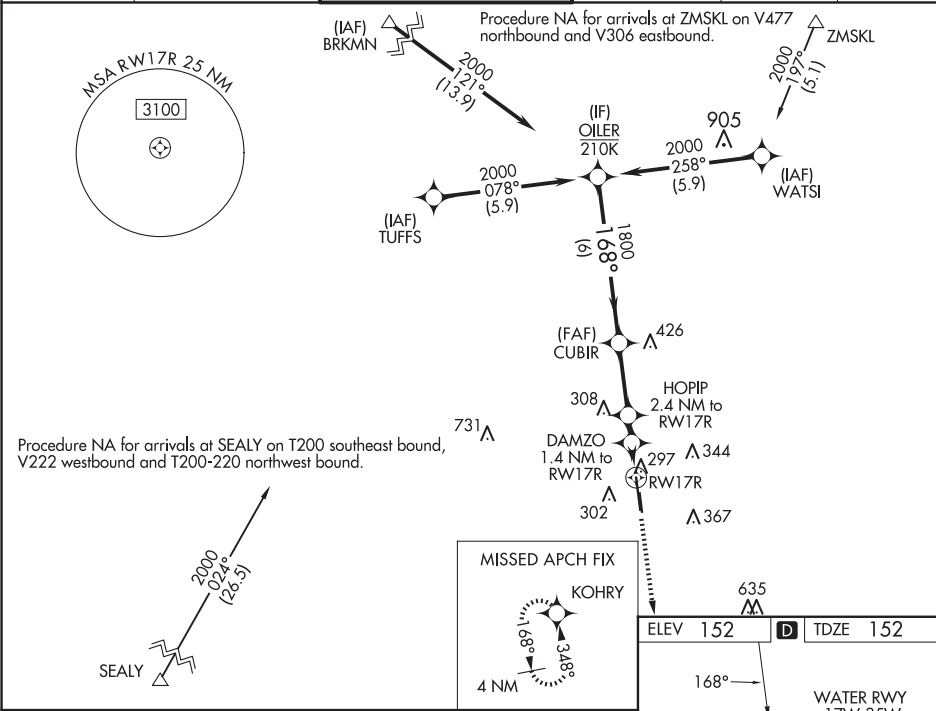 (IAF)
BRKMN
Procedure NA for arrivals at ZMSKL on V477
northbound and V306 eastbound.
ZMSKL
2000
197°
(5.1)
MSA RW17R 25 NM
3100
2000
121°
(13.9)
(IF)
OILER
210K
905
2000
258°
(5.9)
(IAF)
WATSI
2000
078°
(5.9)
(IAF)
TUFFS
1800
168°
(6)
(FAF)
CUBIR
426
HOPIP
2.4 NM to
RW17R
308
731
DAMZO
1.4 NM to
RW17R
344
297
RW17R
302
367
Procedure NA for arrivals at SEALY on T200 southeast bound,
V222 westbound and T200-220 northwest bound.
2000
024°
(26.5)
SEALY
MISSED APCH FIX
KOHRY
168°
348°
4 NM
635
ELEV 152
D
TDZE 152
168°
WATER RWY